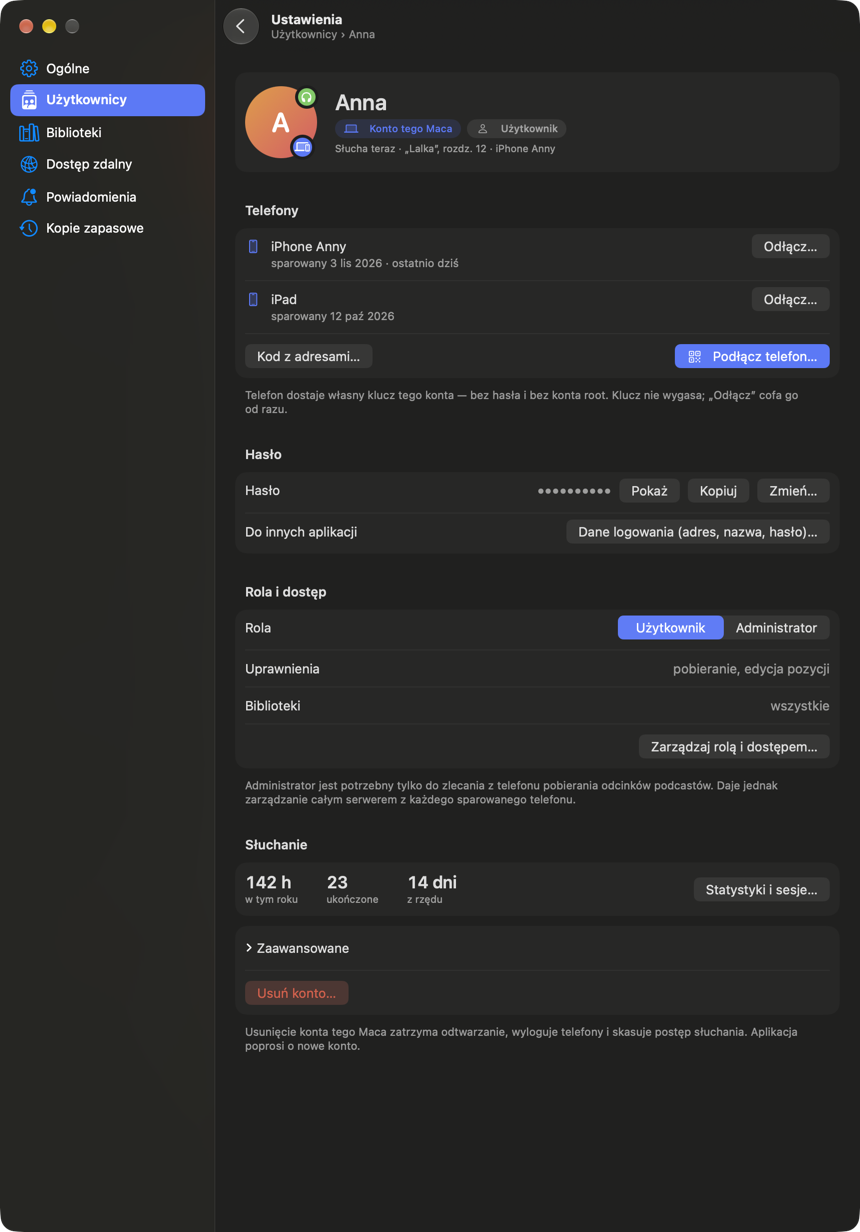 Ustawienia
Użytkownicy › Anna
Ogólne
Użytkownicy
Biblioteki
Dostęp zdalny
Powiadomienia
Kopie zapasowe
A
Anna
Konto tego Maca
Użytkownik
Słucha teraz · „Lalka”, rozdz. 12 · iPhone Anny
Telefony
iPhone Anny
Odłącz...
sparowany 3 lis 2026 · ostatnio dziś
iPad
Odłącz...
sparowany 12 paź 2026
Kod z adresami...
Podłącz telefon...
Telefon dostaje własny klucz tego konta — bez hasła i bez konta root. Klucz nie wygasa; „Odłącz” cofa go
od razu.
Hasło
Hasło
••••••••••
Pokaż
Kopiuj
Zmień...
Do innych aplikacji
Dane logowania (adres, nazwa, hasło)...
Rola i dostęp
Rola
Użytkownik
Administrator
Uprawnienia
pobieranie, edycja pozycji
Biblioteki
wszystkie
Zarządzaj rolą i dostępem...
Administrator jest potrzebny tylko do zlecania z telefonu pobierania odcinków podcastów. Daje jednak
zarządzanie całym serwerem z każdego sparowanego telefonu.
Słuchanie
142 h
23
14 dni
w tym roku
ukończone
z rzędu
Statystyki i sesje...
Zaawansowane
Usuń konto...
Usunięcie konta tego Maca zatrzyma odtwarzanie, wyloguje telefony i skasuje postęp słuchania. Aplikacja
poprosi o nowe konto.